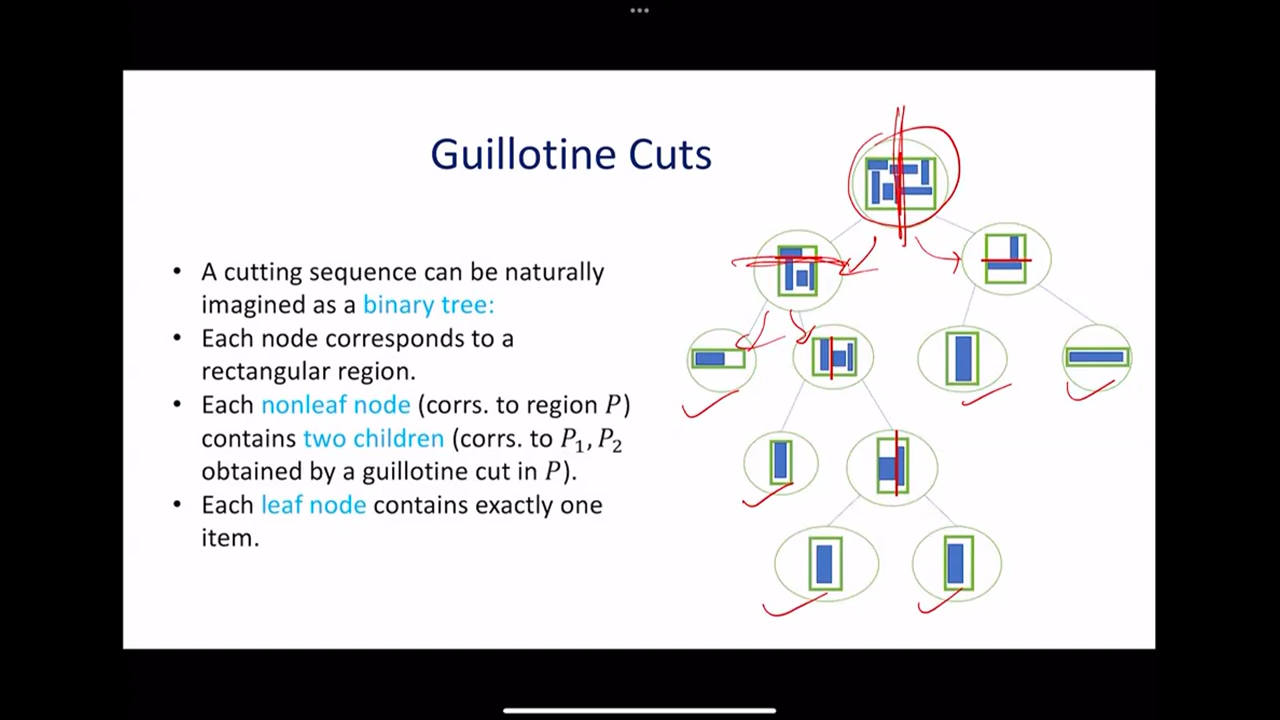 Guillotine Cuts
• A cutting sequence can be naturally
imagined as a binary tree:
• Each node corresponds to a
rectangular region.
• Each nonleaf node (corrs. to region P)
contains two children (corrs. to P₁, P₂
obtained by a guillotine cut in P).
• Each leaf node contains exactly one
item.